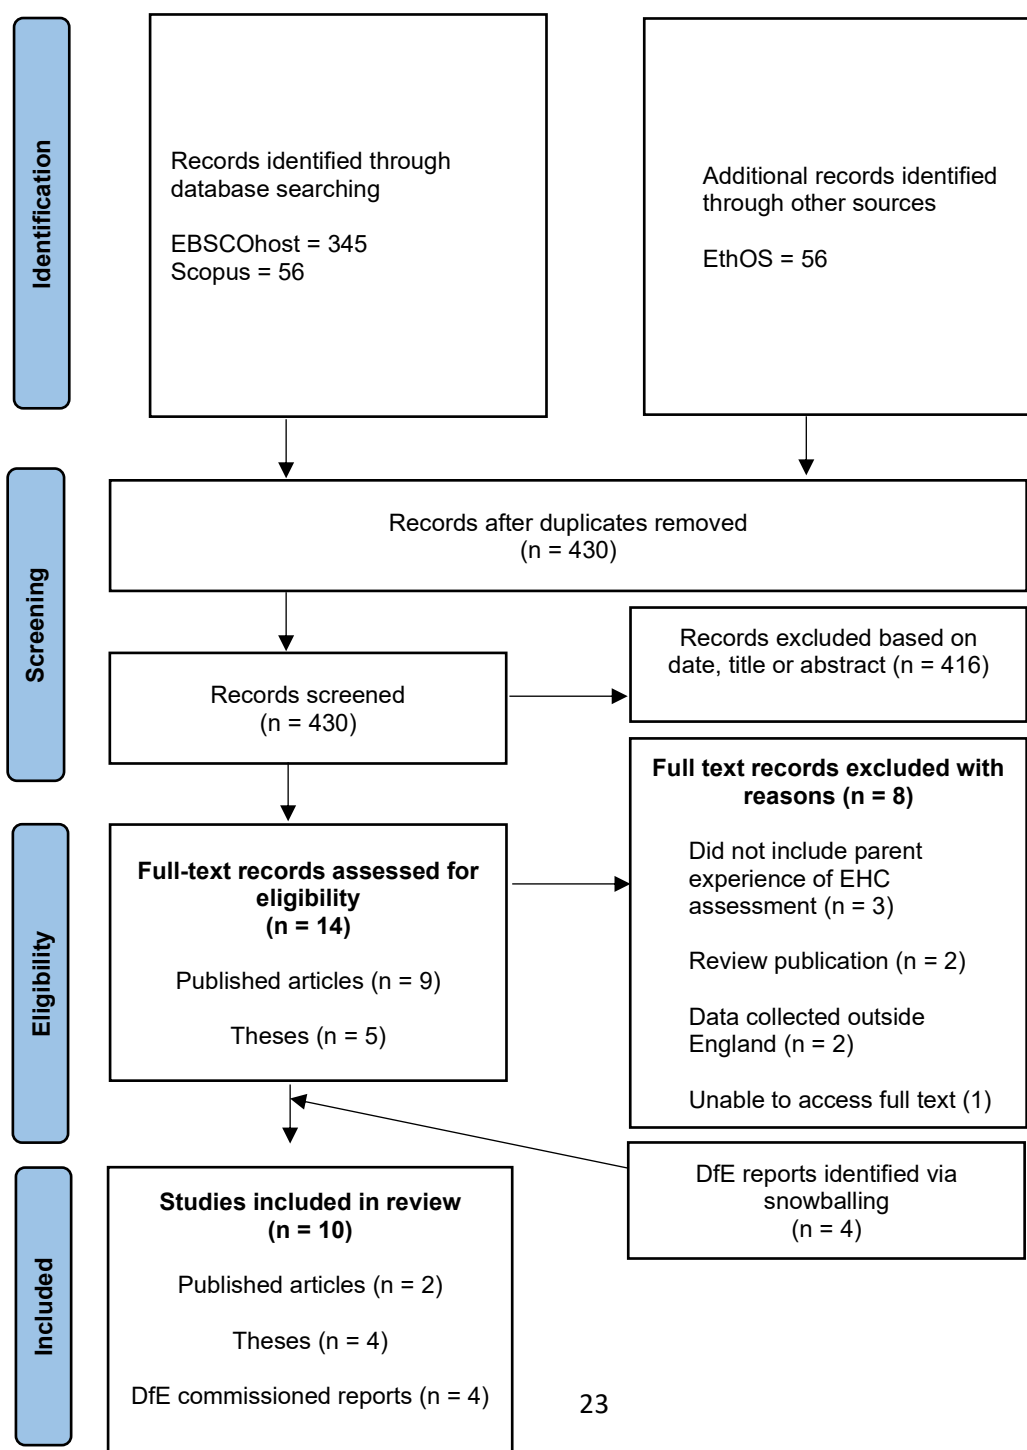 Identification
Records identified through
database searching
EBSCOhost = 345
Scopus = 56
Additional records identified
through other sources
EthOS = 56
Screening
Records after duplicates removed
(n = 430)
Records screened
(n = 430)
Records excluded based on
date, title or abstract (n = 416)
Eligibility
Full-text records assessed for
eligibility
(n = 14)
Published articles (n = 9)
Theses (n = 5)
Full text records excluded with
reasons (n = 8)
Did not include parent
experience of EHC
assessment (n = 3)
Review publication (n = 2)
Data collected outside
England (n = 2)
Unable to access full text (1)
DfE reports identified via
snowballing
(n = 4)
Included
Studies included in review
(n = 10)
Published articles (n = 2)
Theses (n = 4)
DfE commissioned reports (n = 4)
23